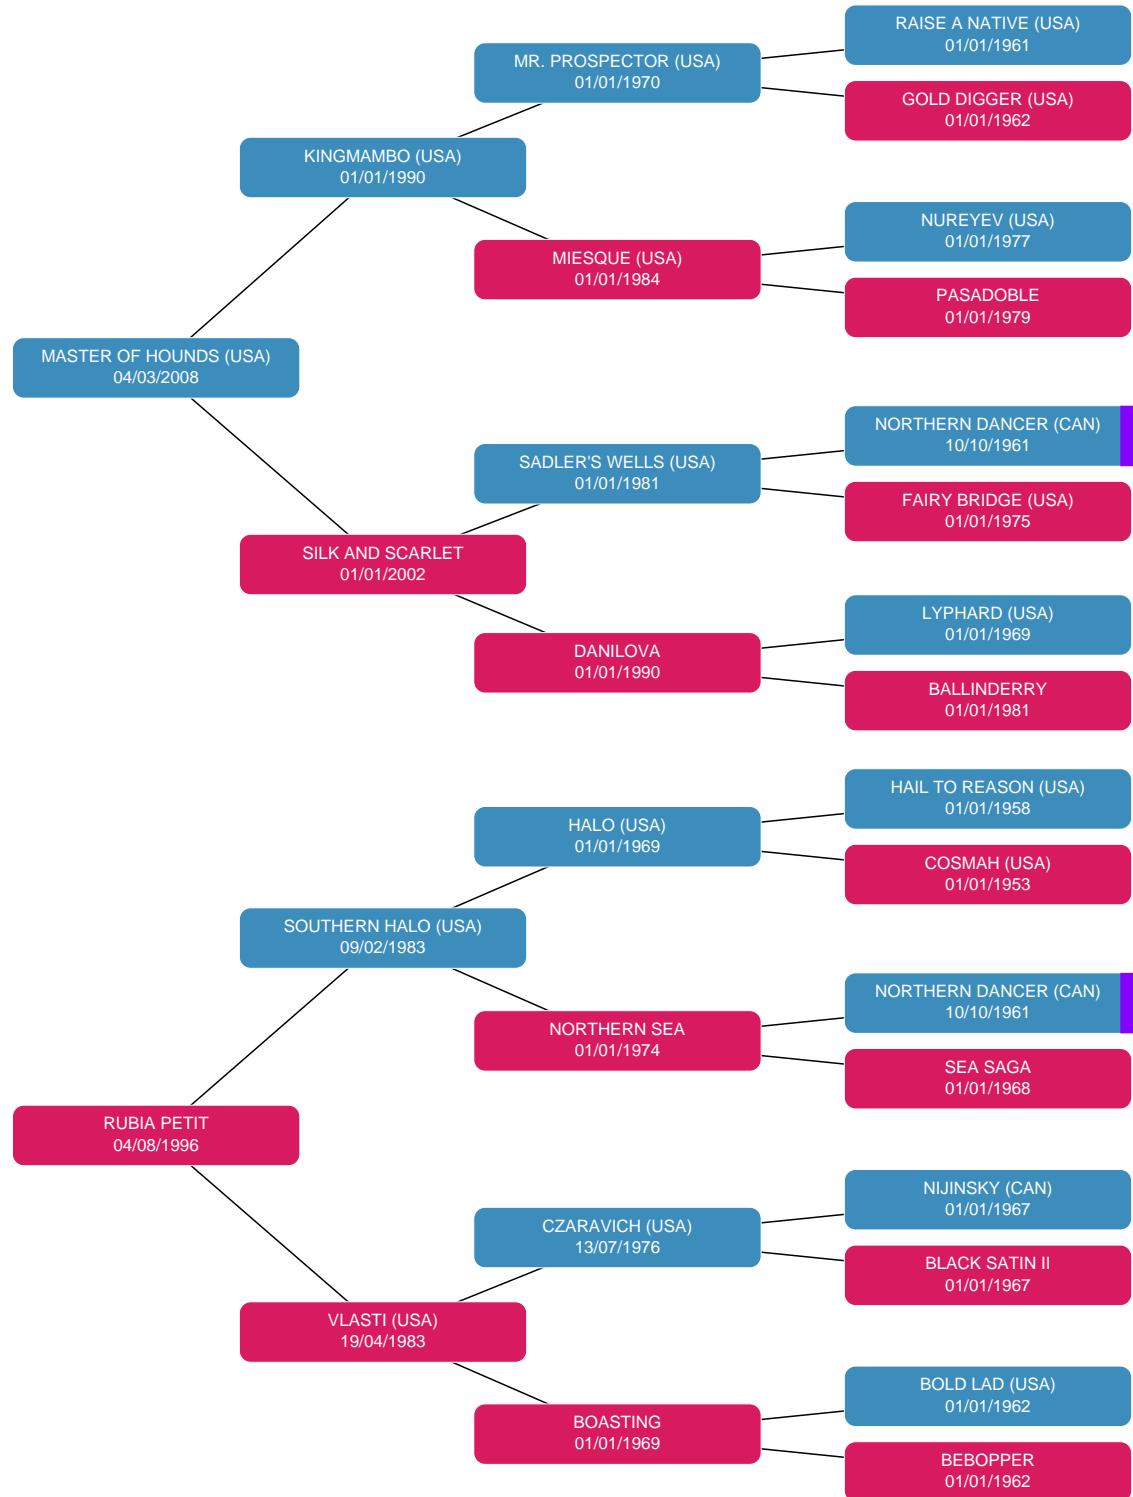 RAISE A NATIVE (USA)
01/01/1961
MR. PROSPECTOR (USA)
01/01/1970
GOLD DIGGER (USA)
01/01/1962
KINGMAMBO (USA)
01/01/1990
NUREYEV (USA)
01/01/1977
MIESQUE (USA)
01/01/1984
PASADOBLE
01/01/1979
MASTER OF HOUNDS (USA)
04/03/2008
NORTHERN DANCER (CAN)
10/10/1961
SADLER'S WELLS (USA)
01/01/1981
FAIRY BRIDGE (USA)
01/01/1975
SILK AND SCARLET
01/01/2002
LYPHARD (USA)
01/01/1969
DANILOVA
01/01/1990
BALLINDERRY
01/01/1981
HAIL TO REASON (USA)
01/01/1958
HALO (USA)
01/01/1969
COSMAH (USA)
01/01/1953
SOUTHERN HALO (USA)
09/02/1983
NORTHERN DANCER (CAN)
10/10/1961
NORTHERN SEA
01/01/1974
SEA SAGA
01/01/1968
RUBIA PETIT
04/08/1996
NIJINSKY (CAN)
01/01/1967
CZARAVICH (USA)
13/07/1976
BLACK SATIN II
01/01/1967
VLASTI (USA)
19/04/1983
BOLD LAD (USA)
01/01/1962
BOASTING
01/01/1969
BEBOPPER
01/01/1962